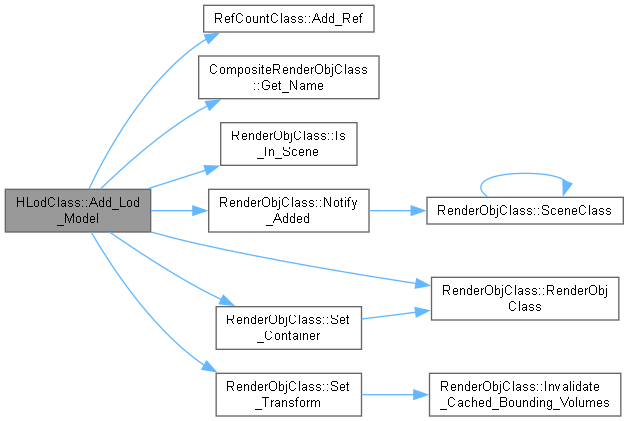 RefCountClass::Add_Ref
CompositeRenderObjClass
::Get_Name
RenderObjClass::Is
_In_Scene
HLodClass::Add_Lod
_Model
RenderObjClass::Notify
_Added
RenderObjClass::SceneClass
RenderObjClass::RenderObj
Class
RenderObjClass::Set
_Container
RenderObjClass::Set
_Transform
RenderObjClass::Invalidate
_Cached_Bounding_Volumes